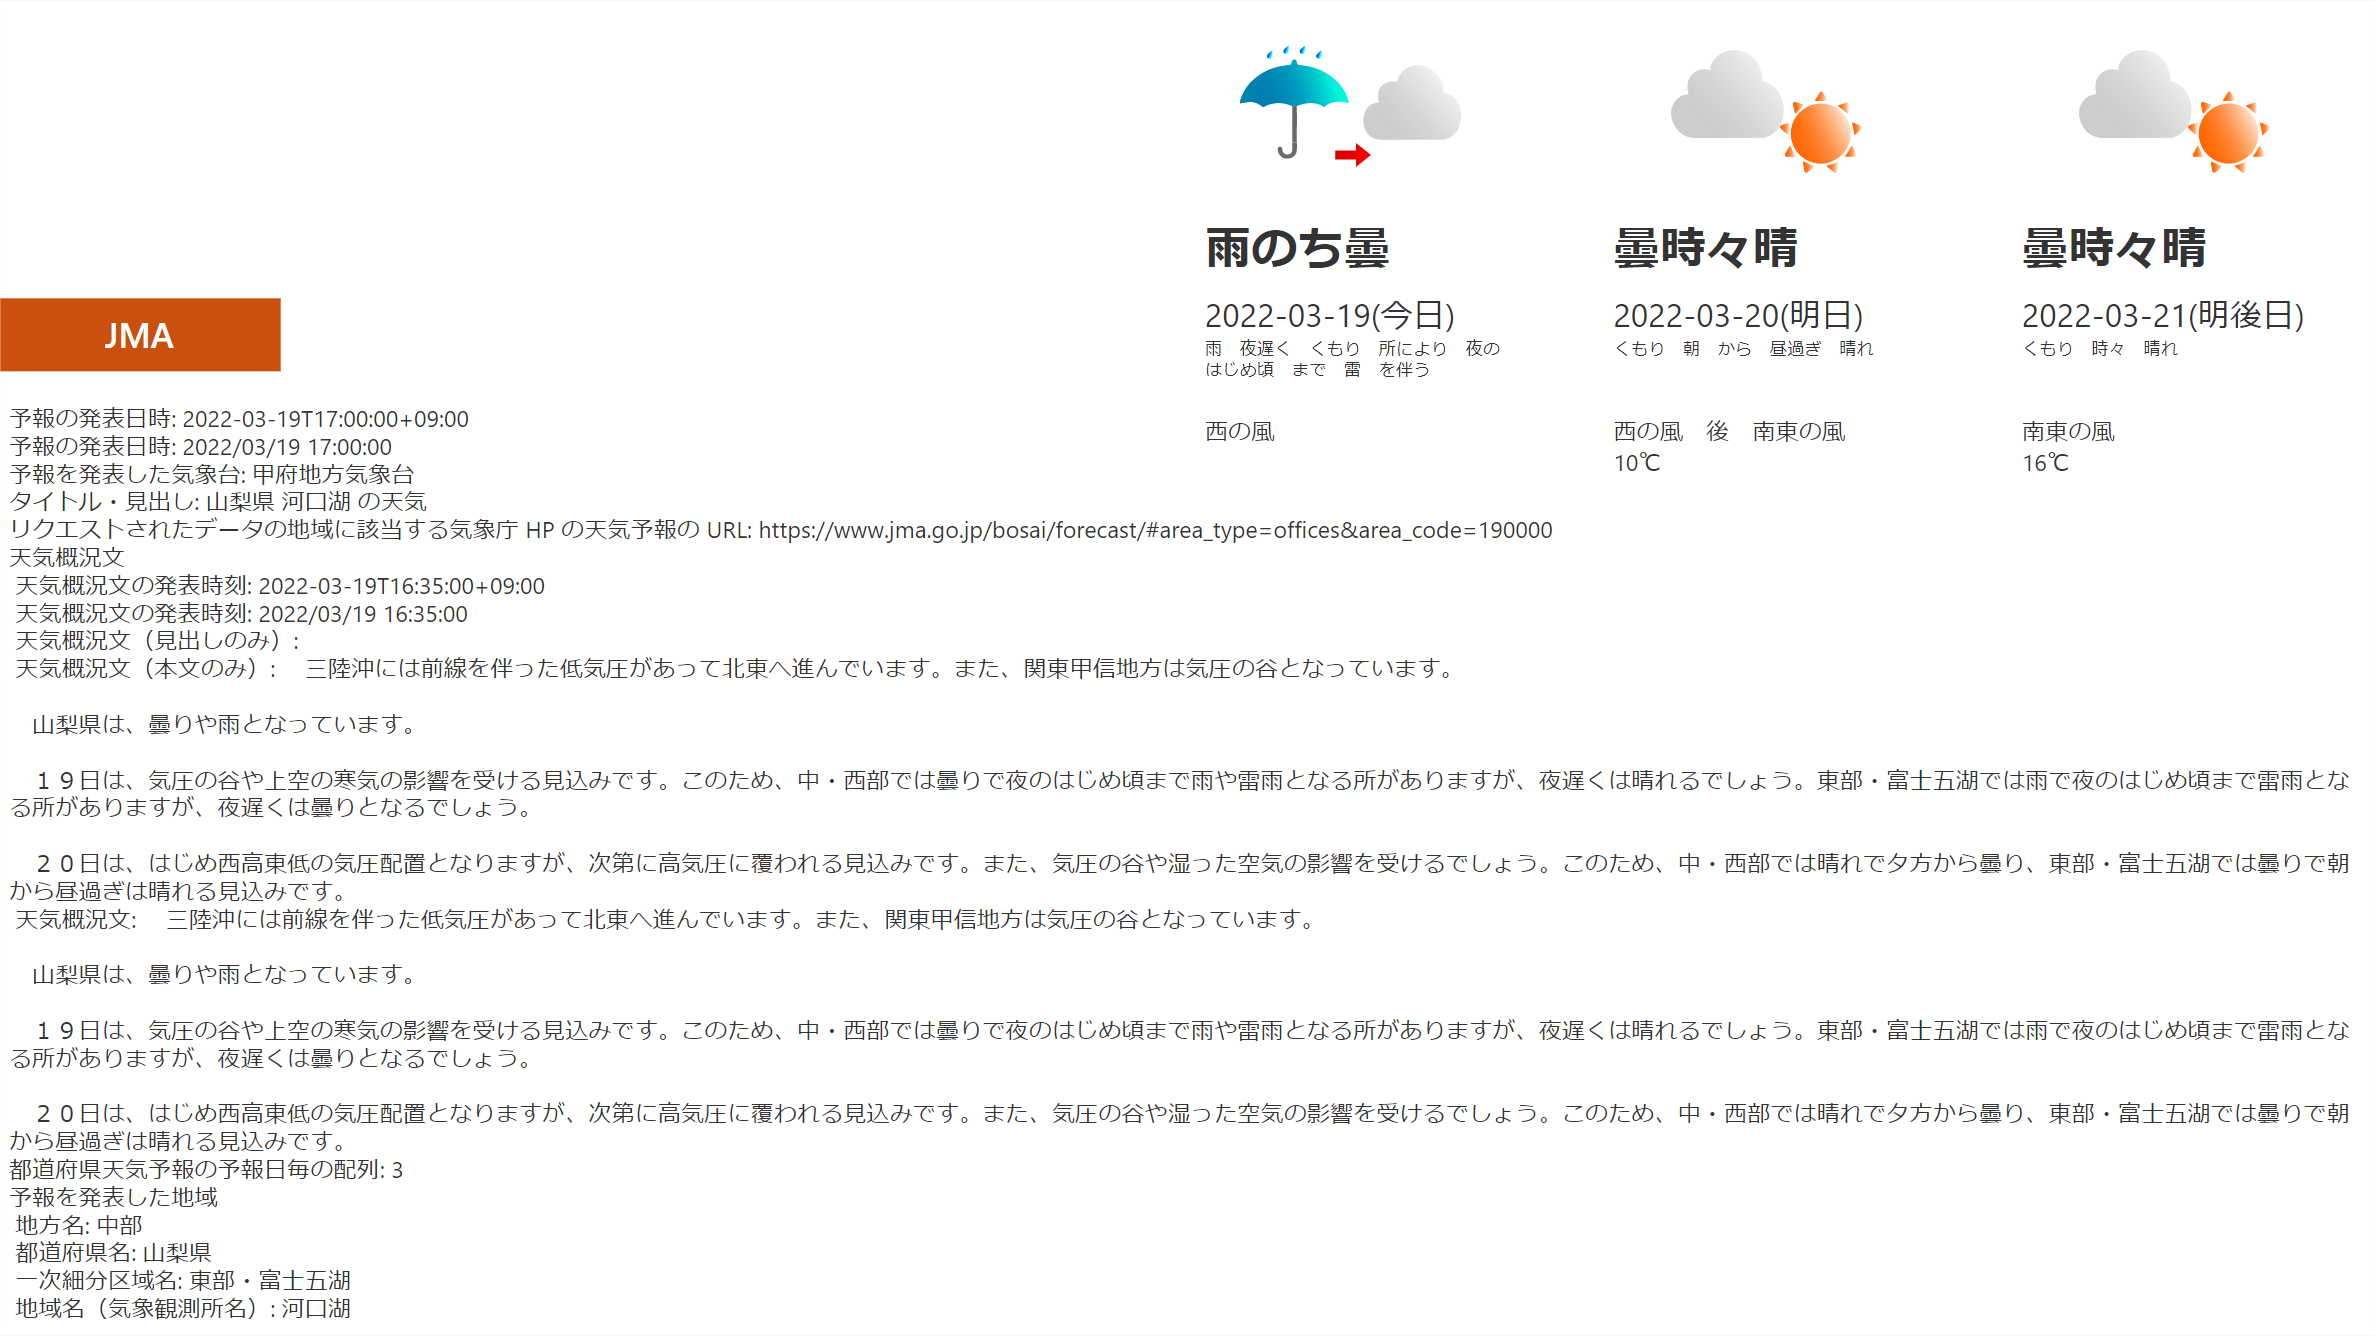 雨のち曇
曇時々晴
曇時々晴
2022-03-19(今日)
2022-03-20(明日)
2022-03-21(明後日)
雨　夜遅く　くもり　所により　夜の
はじめ頃　まで　雷　を伴う
くもり　朝　から　昼過ぎ　晴れ
くもり　時々　晴れ
西の風
西の風　後　南東の風
南東の風
10℃
16℃
JMA
予報の発表日時: 2022-03-19T17:00:00+09:00
予報の発表日時: 2022/03/19 17:00:00
予報を発表した気象台: 甲府地方気象台
タイトル・見出し: 山梨県 河口湖 の天気
リクエストされたデータの地域に該当する気象庁 HP の天気予報の URL: https://www.jma.go.jp/bosai/forecast/#area_type=offices&area_code=190000
天気概況文
天気概況文の発表時刻: 2022-03-19T16:35:00+09:00
天気概況文の発表時刻: 2022/03/19 16:35:00
天気概況文（見出しのみ）:
天気概況文（本文のみ）:　三陸沖には前線を伴った低気圧があって北東へ進んでいます。また、関東甲信地方は気圧の谷となっています。
　山梨県は、曇りや雨となっています。
　１９日は、気圧の谷や上空の寒気の影響を受ける見込みです。このため、中・西部では曇りで夜のはじめ頃まで雨や雷雨となる所がありますが、夜遅くは晴れるでしょう。東部・富士五湖では雨で夜のはじめ頃まで雷雨とな
る所がありますが、夜遅くは曇りとなるでしょう。
　２０日は、はじめ西高東低の気圧配置となりますが、次第に高気圧に覆われる見込みです。また、気圧の谷や湿った空気の影響を受けるでしょう。このため、中・西部では晴れで夕方から曇り、東部・富士五湖では曇りで朝
から昼過ぎは晴れる見込みです。
天気概況文:　三陸沖には前線を伴った低気圧があって北東へ進んでいます。また、関東甲信地方は気圧の谷となっています。
　山梨県は、曇りや雨となっています。
　１９日は、気圧の谷や上空の寒気の影響を受ける見込みです。このため、中・西部では曇りで夜のはじめ頃まで雨や雷雨となる所がありますが、夜遅くは晴れるでしょう。東部・富士五湖では雨で夜のはじめ頃まで雷雨とな
る所がありますが、夜遅くは曇りとなるでしょう。
　２０日は、はじめ西高東低の気圧配置となりますが、次第に高気圧に覆われる見込みです。また、気圧の谷や湿った空気の影響を受けるでしょう。このため、中・西部では晴れで夕方から曇り、東部・富士五湖では曇りで朝
から昼過ぎは晴れる見込みです。
都道府県天気予報の予報日毎の配列: 3
予報を発表した地域
地方名: 中部
都道府県名: 山梨県
一次細分区域名: 東部・富士五湖
地域名（気象観測所名）: 河口湖